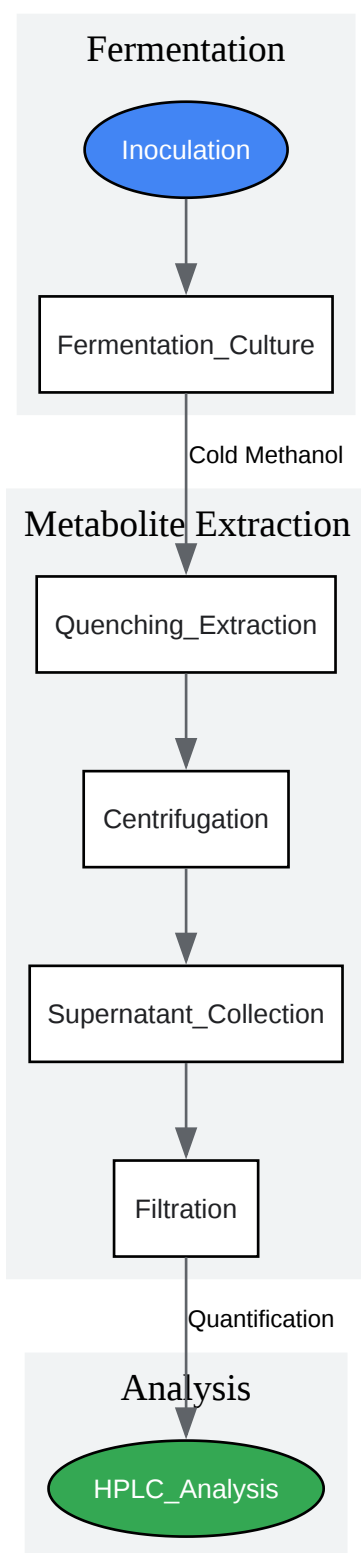 Fermentation
Inoculation
Fermentation_Culture
Cold Methanol
Metabolite Extraction
Quenching_Extraction
Centrifugation
Supernatant_Collection
Filtration
Quantification
Analysis
HPLC_Analysis